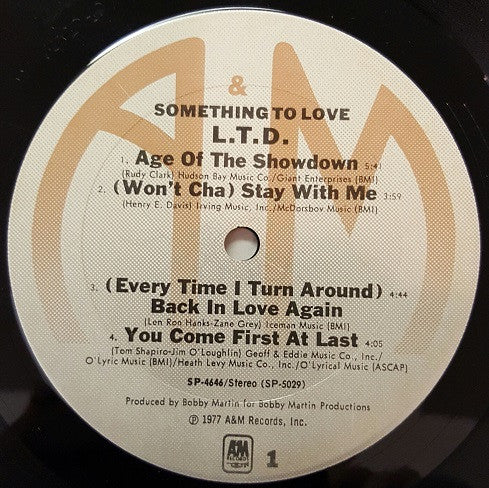 &
SOMETHING TO LOVE
L.T.D.
1. Age Of The Showdown 5:41
(Rudy Clark) Hudson Bay Music Co./Giant Enterprises (BMI)
2. (Won't Cha) Stay With Me 3:59
(Henry E. Davis) Irving Music, Inc./McDorsbov Music (BMI)
3. (Every Time I Turn Around) 4:44
Back In Love Again
(Len Ron Hanks-Zane Grey) Iceman Music (BMI)
4. You Come First At Last 4:05
(Tom Shapiro-Jim O'Loughlin) Geoff & Eddie Music Co., Inc./
O'Lyric Music (BMI)/Heath Levy Music Co., Inc./O'Lyrical Music (ASCAP)
SP-4646/Stereo (SP-5029)
Produced by Bobby Martin for Bobby Martin Productions
℗ 1977 A&M Records, Inc.
A&M
RECORDS
1
A M